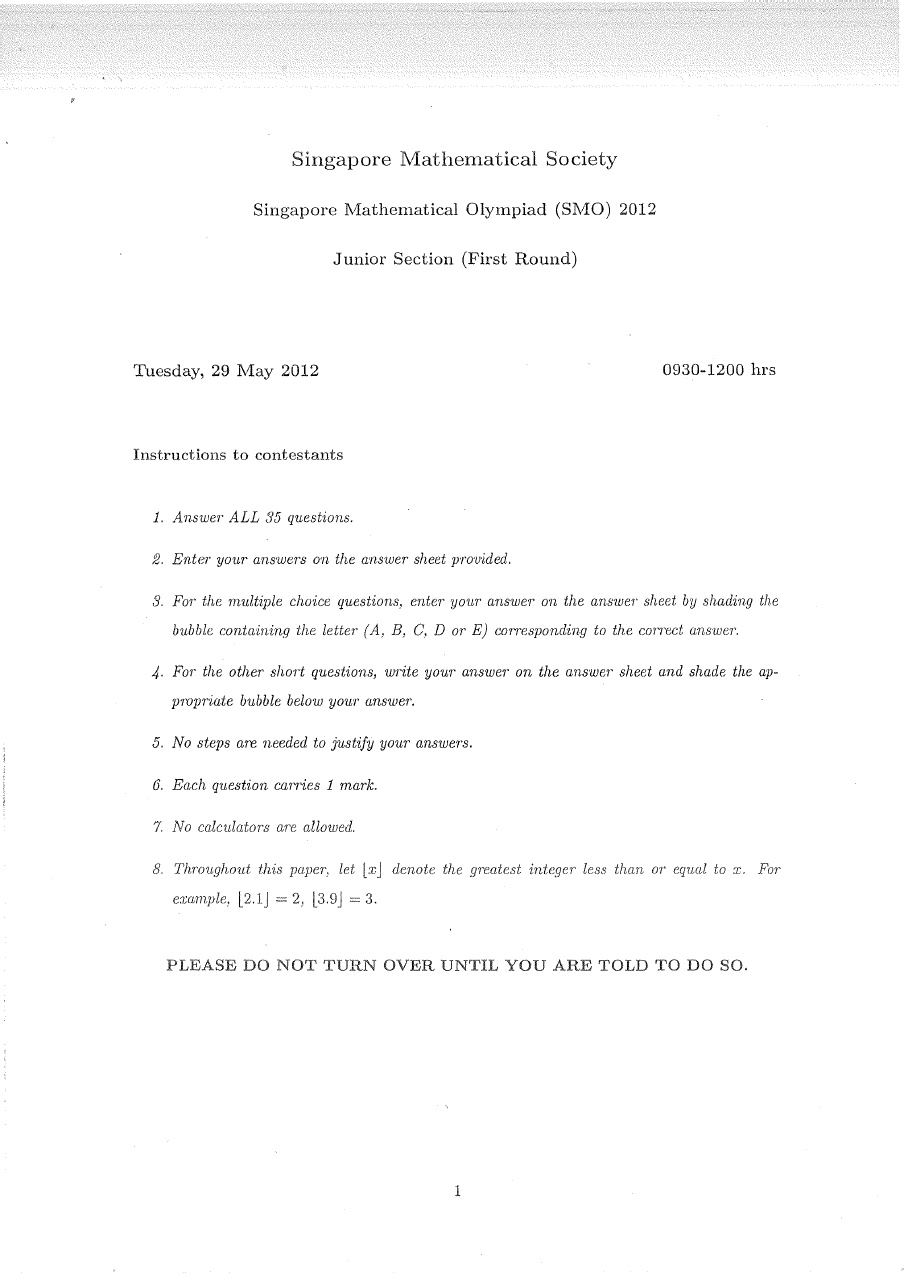 Singapore Mathematical Society
Singapore Mathematical Olympiad (SMO) 2012
Junior Section (First Round)
Tuesday, 29 May 2012 0930-1200 hrs
Instructions to contestants
1. Answer ALL 35 questions.
2. Enter your answers on the answer sheet provided.
3. For the multiple choice questions, enter your answer on the answer sheet by shading the
bubble containing the letter (A, B, C, D or E) corresponding to the correct answer.
4. For the other short questions, write your answer on the answer sheet and shade the ap-
propriate bubble below your answer.
5. No steps are needed to justify your answers.
6. Each question carries 1 mark.
7. No calculators are allowed.
8. Throughout this paper, let ⌊x⌋ denote the greatest integer less than or equal to x. For
example, ⌊2.1⌋ = 2, ⌊3.9⌋ = 3.
PLEASE DO NOT TURN OVER UNTIL YOU ARE TOLD TO DO SO.
1